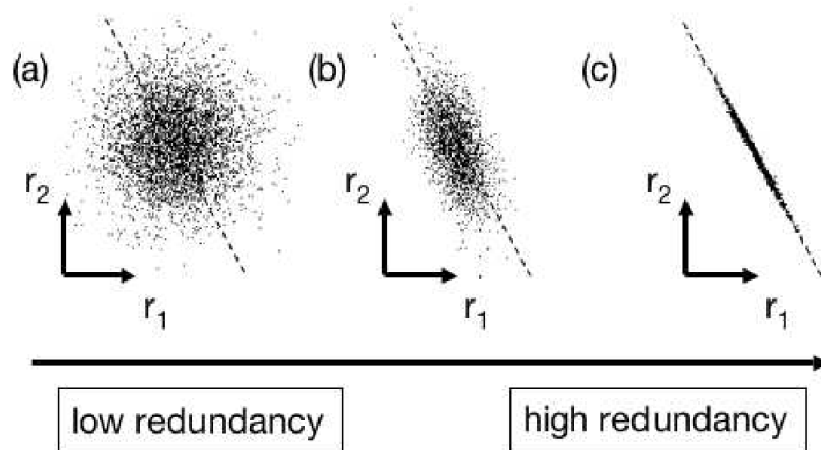 (a)
(b)
(c)
r2
r2
r2
r1
r1
r1
low redundancy
high redundancy